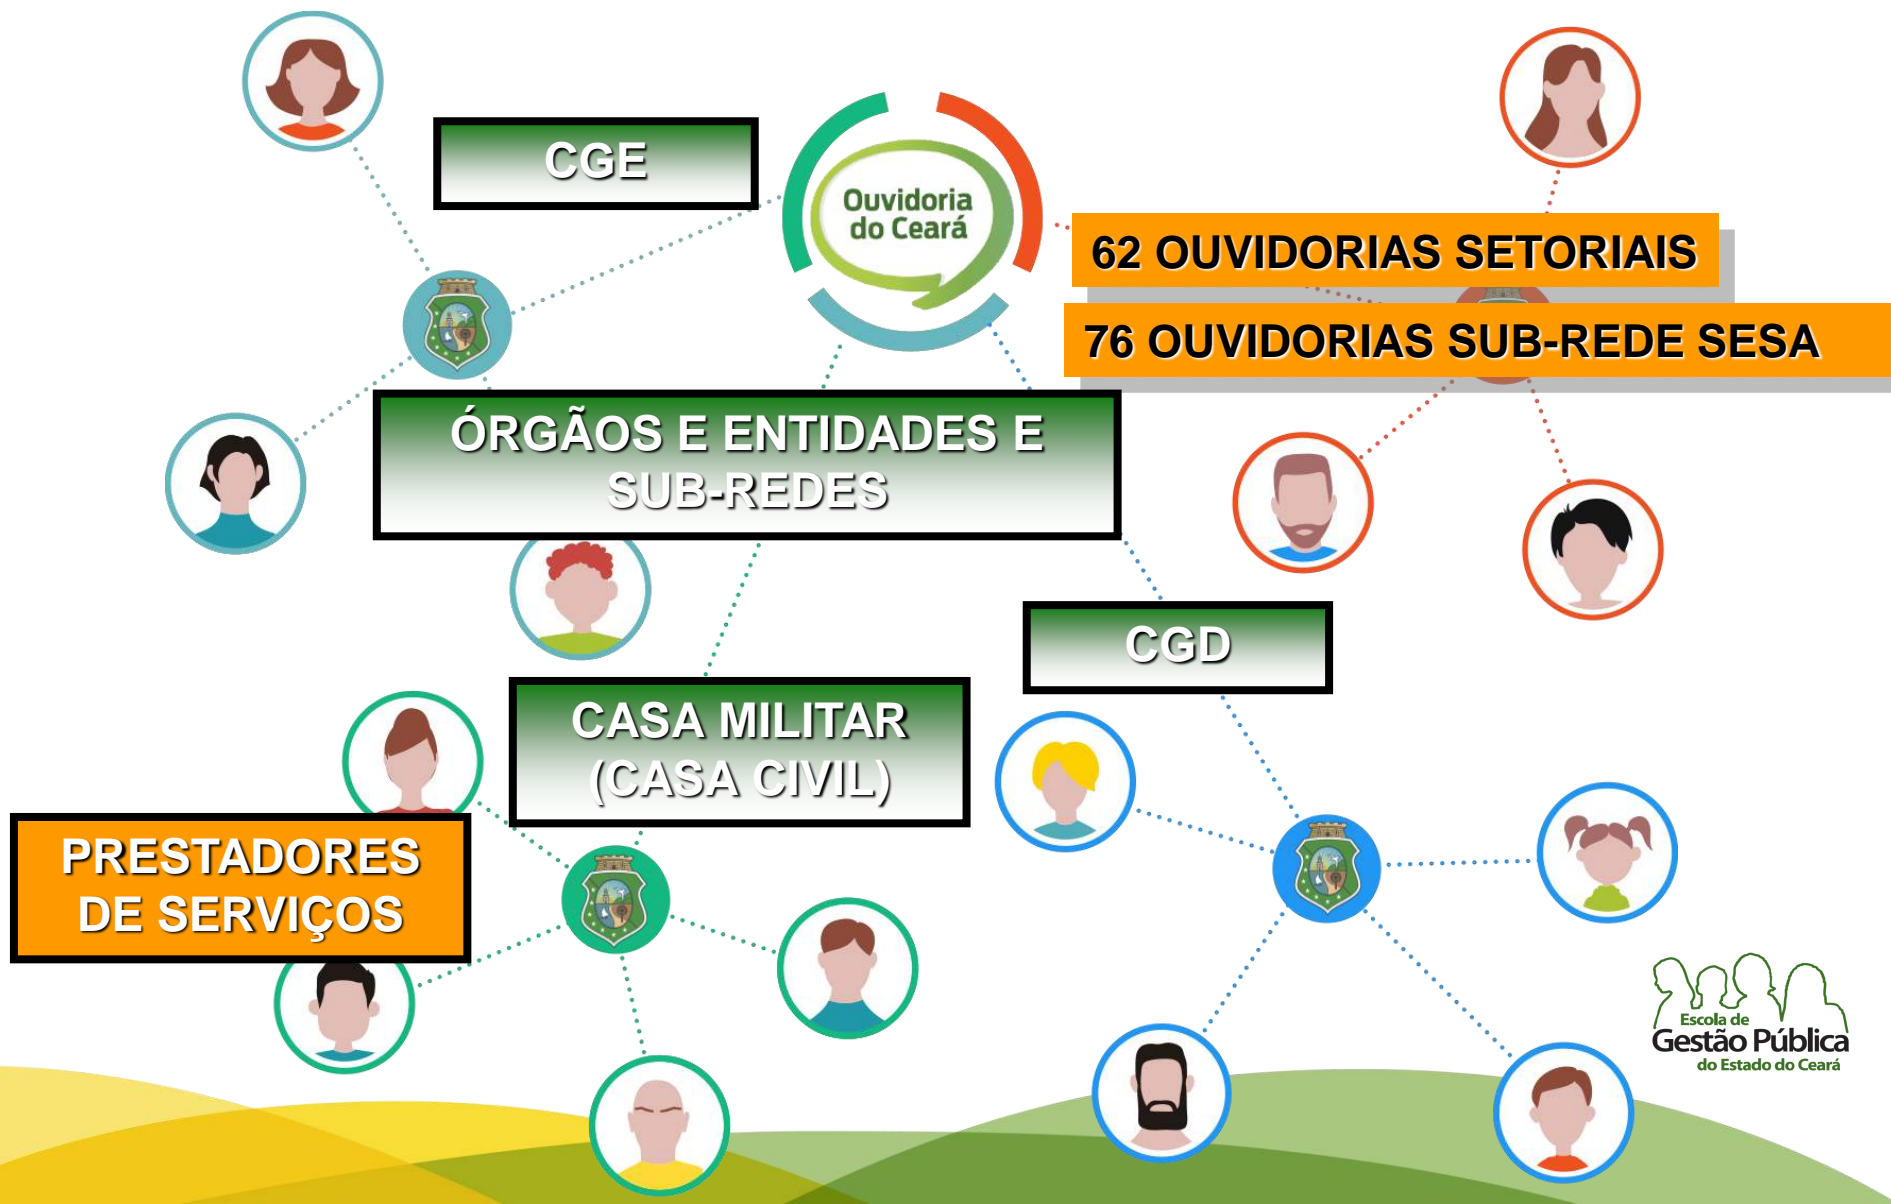 CGE
Ouvidoria
do Ceará
62 OUVIDORIAS SETORIAIS
76 OUVIDORIAS SUB-REDE SESA
ÓRGÃOS E ENTIDADES E
SUB-REDES
CGD
CASA MILITAR
(CASA CIVIL)
PRESTADORES
DE SERVIÇOS
Escola de
Gestão Pública
do Estado do Ceará